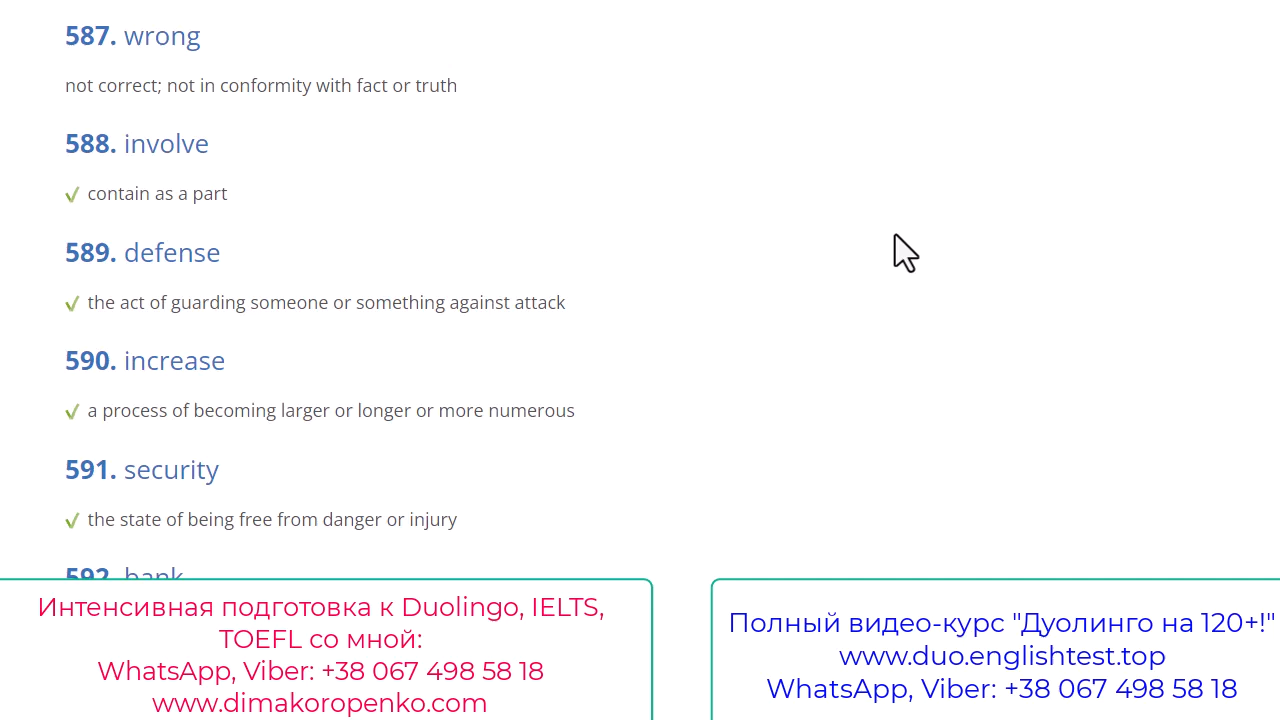 587. wrong
not correct; not in conformity with fact or truth
588. involve
contain as a part
589. defense
the act of guarding someone or something against attack
590. increase
a process of becoming larger or longer or more numerous
591. security
the state of being free from danger or injury
592. bank
Интенсивная подготовка к Duolingo, IELTS,
TOEFL со мной:
WhatsApp, Viber: +38 067 498 58 18
www.dimakoropenko.com
Полный видео-курс "Дуолинго на 120+!"
www.duo.englishtest.top
WhatsApp, Viber: +38 067 498 58 18